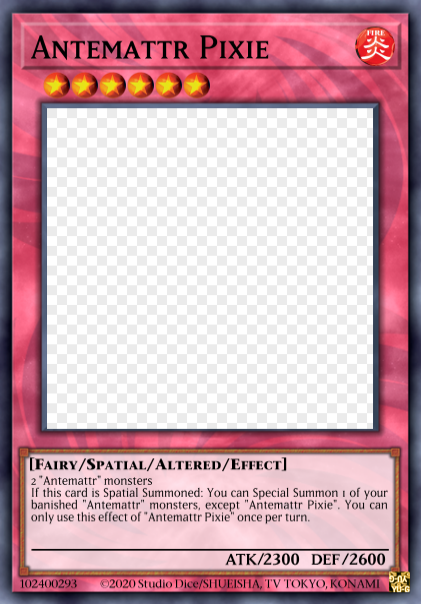 Antemattr Pixie
FIRE
炎
[Fairy/Spatial/Altered/Effect]
2 "Antemattr" monsters
If this card is Spatial Summoned: You can Special Summon 1 of your
banished "Antemattr" monsters, except "Antemattr Pixie". You can
only use this effect of "Antemattr Pixie" once per turn.
ATK/2300 DEF/2600
102400293 ©2020 Studio Dice/SHUEISHA, TV TOKYO, KONAMI